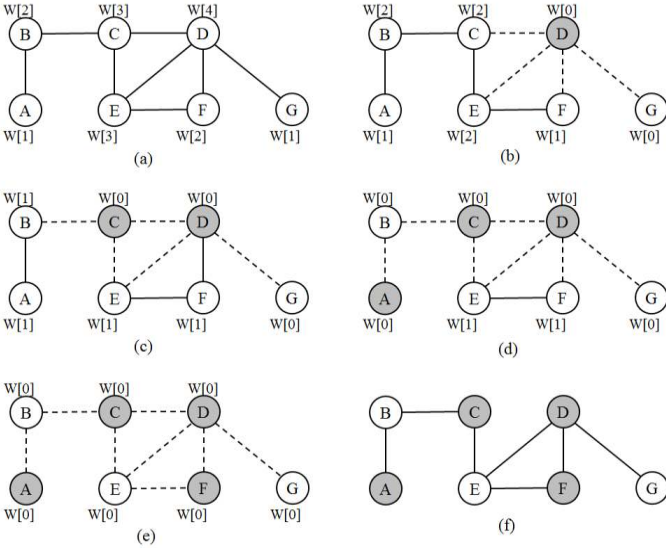 W[2] W[3] W[4]
B C D
A E F G
W[1] W[3] W[2] W[1]
(a)
W[2] W[2] W[0]
B C D
A E F G
W[1] W[2] W[1] W[0]
(b)
W[1] W[0] W[0]
B C D
A E F G
W[1] W[1] W[1] W[0]
(c)
W[0] W[0] W[0]
B C D
A E F G
W[0] W[1] W[1] W[0]
(d)
W[0] W[0] W[0]
B C D
A E F G
W[0] W[0] W[0] W[0]
(e)
B C D
A E F G
(f)